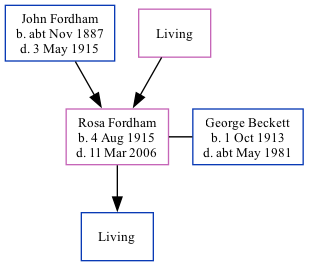 John Fordham
b. abt Nov 1887
d. 3 May 1915
Living
Rosa Fordham
b. 4 Aug 1915
d. 11 Mar 2006
George Beckett
b. 1 Oct 1913
d. abt May 1981
Living